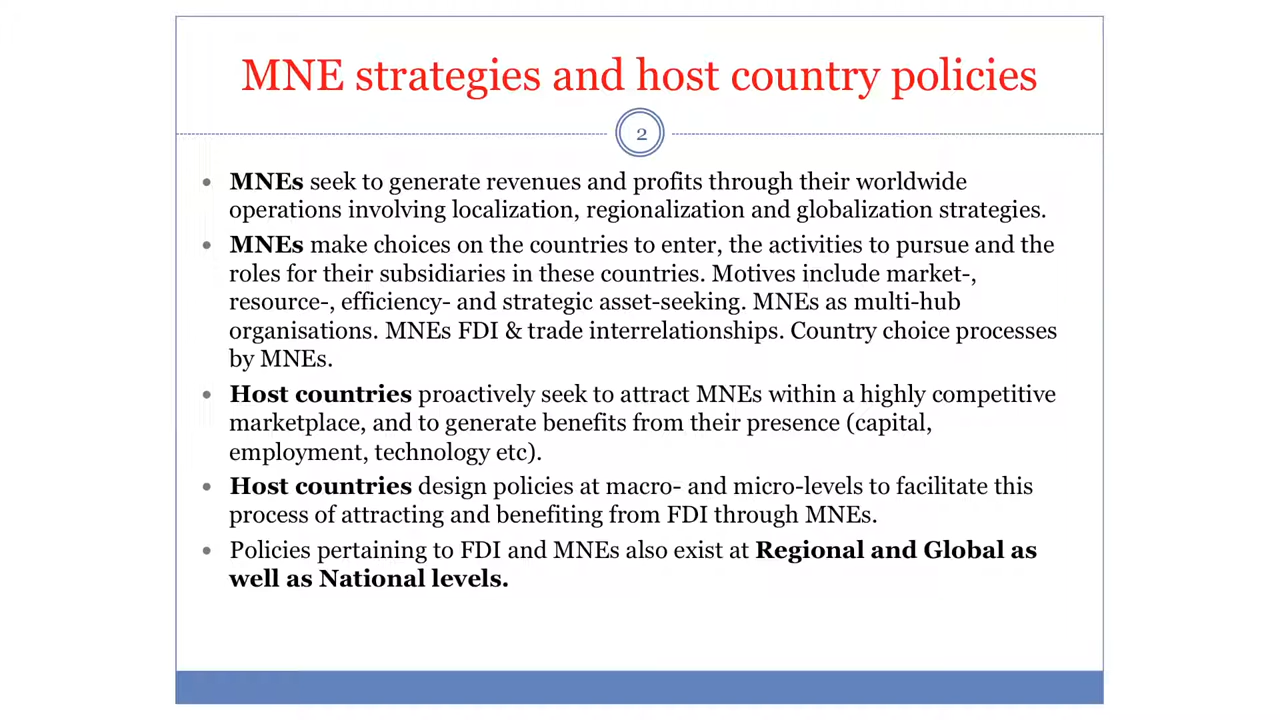 MNE strategies and host country policies
2
• MNEs seek to generate revenues and profits through their worldwide
operations involving localization, regionalization and globalization strategies.
• MNEs make choices on the countries to enter, the activities to pursue and the
roles for their subsidiaries in these countries. Motives include market-,
resource-, efficiency- and strategic asset-seeking. MNEs as multi-hub
organisations. MNEs FDI & trade interrelationships. Country choice processes
by MNEs.
• Host countries proactively seek to attract MNEs within a highly competitive
marketplace, and to generate benefits from their presence (capital,
employment, technology etc).
• Host countries design policies at macro- and micro-levels to facilitate this
process of attracting and benefiting from FDI through MNEs.
• Policies pertaining to FDI and MNEs also exist at Regional and Global as
well as National levels.